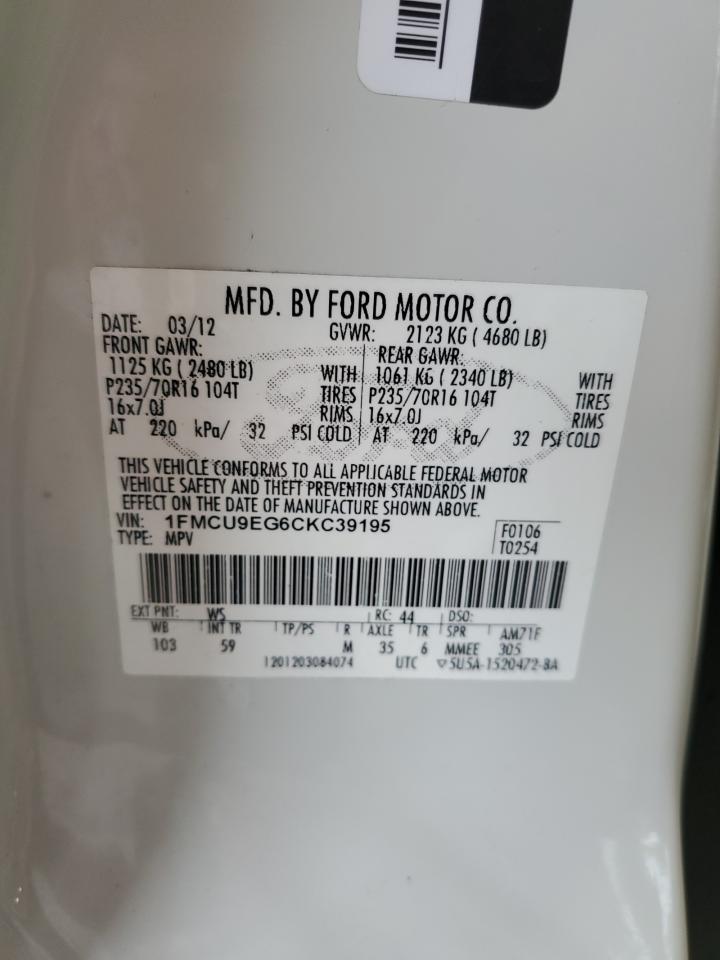 MFD. BY FORD MOTOR CO.
DATE: 03/12 GVWR: 2123 KG ( 4680 LB)
FRONT GAWR: REAR GAWR:
1125 KG ( 2480 LB) WITH 1061 KG ( 2340 LB) WITH
P235/70R16 104T TIRES P235/70R16 104T TIRES
16x7.0J RIMS 16x7.0J RIMS
AT 220 kPa/ 32 PSI COLD AT 220 kPa/ 32 PSI COLD
Ford
THIS VEHICLE CONFORMS TO ALL APPLICABLE FEDERAL MOTOR
VEHICLE SAFETY AND THEFT PREVENTION STANDARDS IN
EFFECT ON THE DATE OF MANUFACTURE SHOWN ABOVE.
VIN: 1FMCU9EG6CKC39195
TYPE: MPV
F0106
T0254
EXT PNT: WS RC: 44 DSO:
WB INT TR TP/PS R AXLE TR SPR AM71F
103 59 M 35 6 MMEE 305
1201203084074 UTC ▽5U5A-1520472-BA